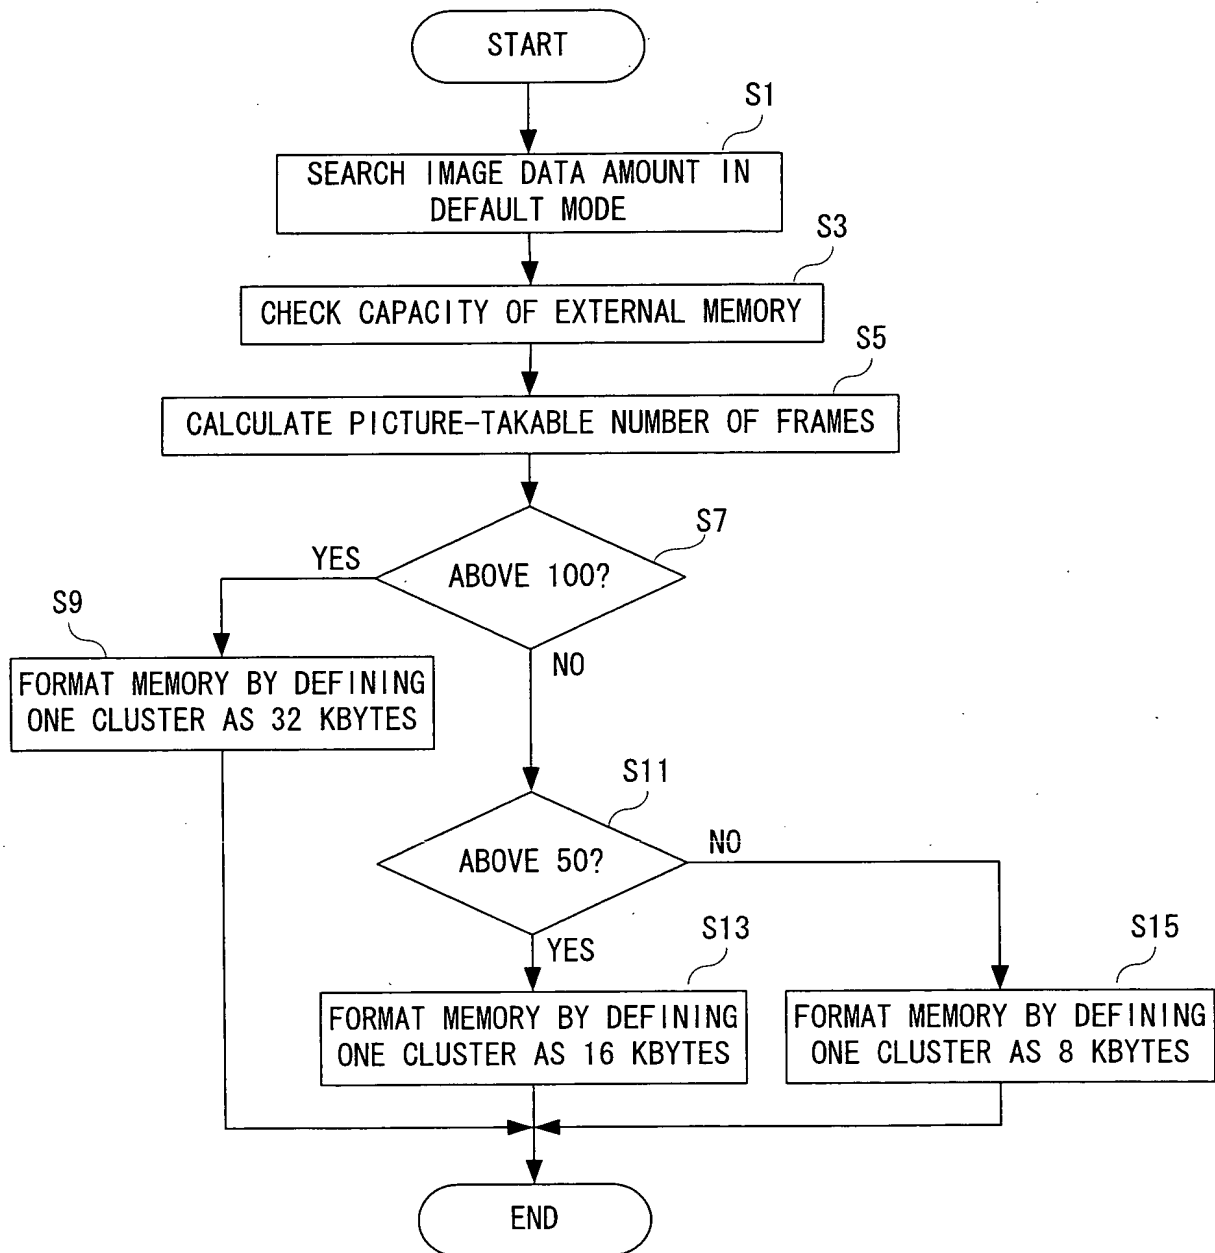 START
S1
SEARCH IMAGE DATA AMOUNT IN
DEFAULT MODE
S3
CHECK CAPACITY OF EXTERNAL MEMORY
S5
CALCULATE PICTURE-TAKABLE NUMBER OF FRAMES
S7
YES
ABOVE 100?
S9
NO
FORMAT MEMORY BY DEFINING
ONE CLUSTER AS 32 KBYTES
S11
ABOVE 50?
NO
YES
S13
S15
FORMAT MEMORY BY DEFINING
ONE CLUSTER AS 16 KBYTES
FORMAT MEMORY BY DEFINING
ONE CLUSTER AS 8 KBYTES
END